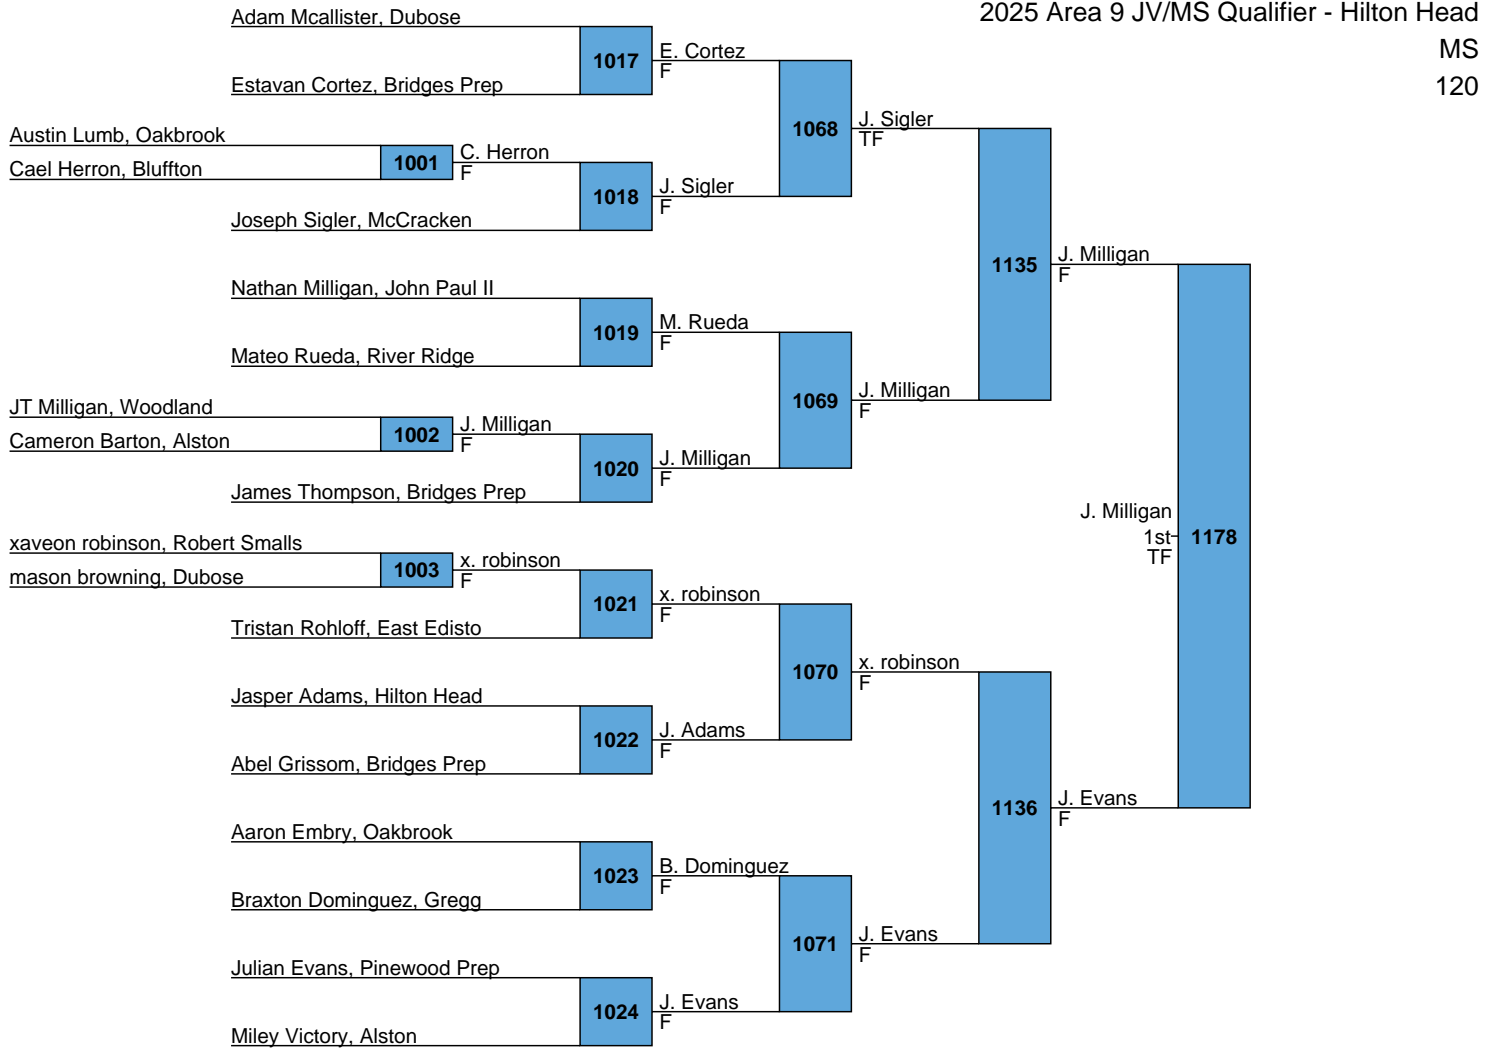 2025 Area 9 JV/MS Qualifier - Hilton Head
MS
120
Adam Mcallister, Dubose
1017
E. Cortez
F
Estavan Cortez, Bridges Prep
1068
J. Sigler
TF
Austin Lumb, Oakbrook
1001
C. Herron
F
Cael Herron, Bluffton
1018
J. Sigler
F
Joseph Sigler, McCracken
1135
J. Milligan
F
Nathan Milligan, John Paul II
1019
M. Rueda
F
Mateo Rueda, River Ridge
1069
J. Milligan
F
JT Milligan, Woodland
1002
J. Milligan
F
Cameron Barton, Alston
1020
J. Milligan
F
James Thompson, Bridges Prep
J. Milligan
1st
TF
1178
xaveon robinson, Robert Smalls
1003
x. robinson
F
mason browning, Dubose
1021
x. robinson
F
Tristan Rohloff, East Edisto
1070
x. robinson
F
Jasper Adams, Hilton Head
1022
J. Adams
F
Abel Grissom, Bridges Prep
1136
J. Evans
F
Aaron Embry, Oakbrook
1023
B. Dominguez
F
Braxton Dominguez, Gregg
1071
J. Evans
F
Julian Evans, Pinewood Prep
1024
J. Evans
F
Miley Victory, Alston